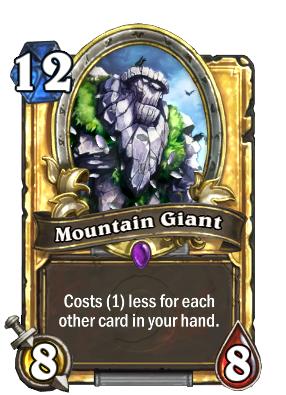 12
Mountain Giant
Costs (1) less for each
other card in your hand.
8
8